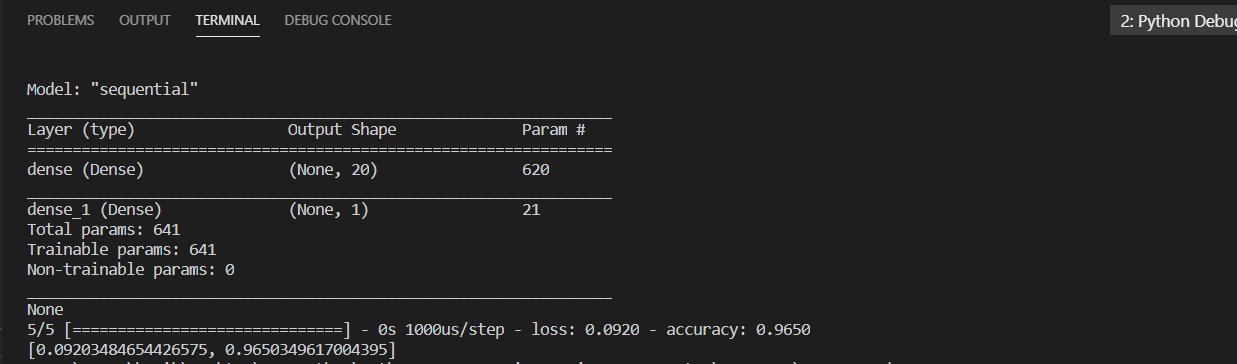 PROBLEMS OUTPUT TERMINAL DEBUG CONSOLE 2: Python Debug
Model: "sequential"
Layer (type) Output Shape Param #
=================================================================
dense (Dense) (None, 20) 620
dense_1 (Dense) (None, 1) 21
Total params: 641
Trainable params: 641
Non-trainable params: 0
None
5/5 [==============================] - 0s 1000us/step - loss: 0.0920 - accuracy: 0.9650
[0.09203484654426575, 0.9650349617004395]